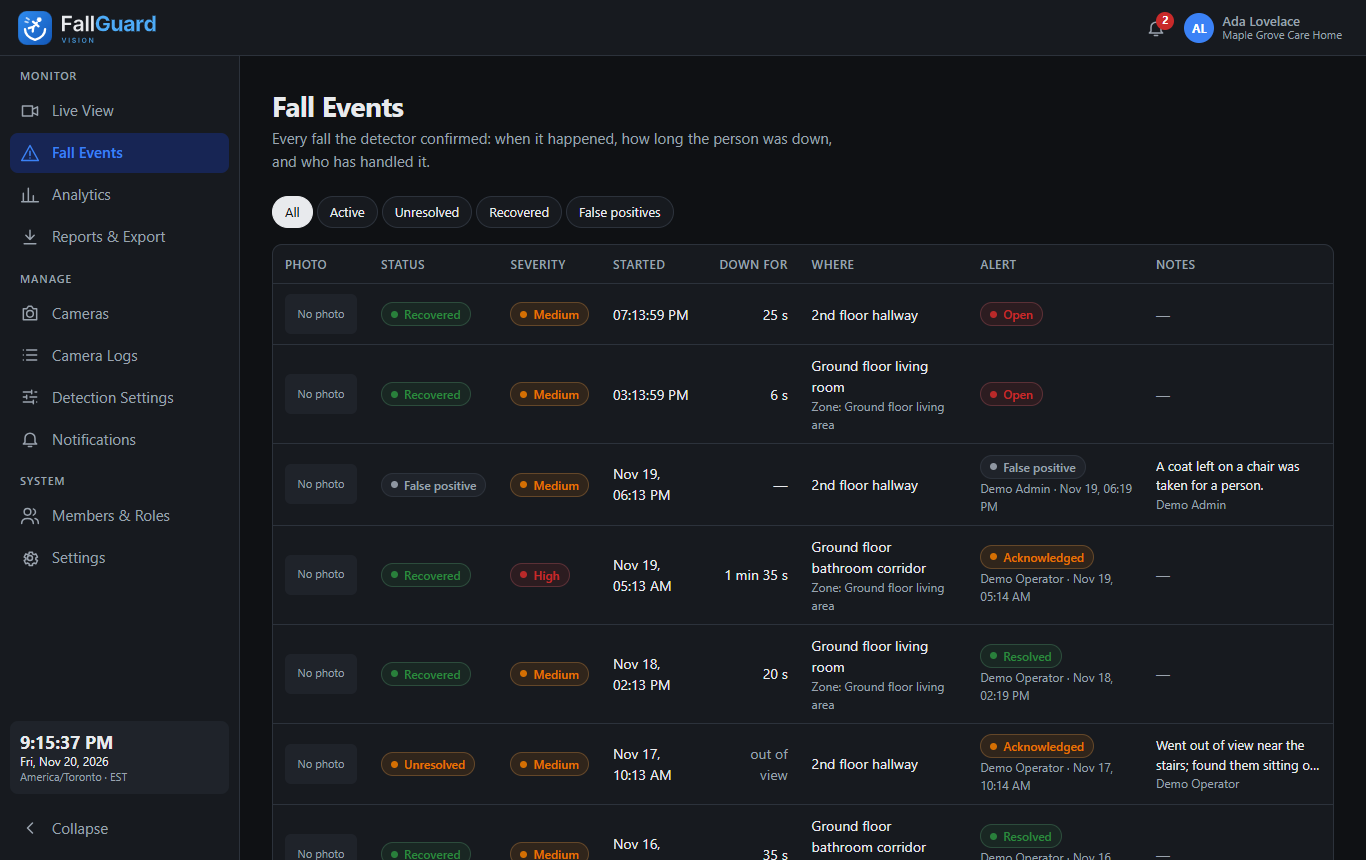 FallGuard
VISION
2
AL
Ada Lovelace
Maple Grove Care Home
MONITOR
Live View
Fall Events
Analytics
Reports & Export
MANAGE
Cameras
Camera Logs
Detection Settings
Notifications
SYSTEM
Members & Roles
Settings
9:15:37 PM
Fri, Nov 20, 2026
America/Toronto · EST
Collapse
Fall Events
Every fall the detector confirmed: when it happened, how long the person was down,
and who has handled it.
All Active Unresolved Recovered False positives
PHOTO STATUS SEVERITY STARTED DOWN FOR WHERE ALERT NOTES
No photo Recovered Medium 07:13:59 PM 25 s 2nd floor hallway Open —
No photo Recovered Medium 03:13:59 PM 6 s
Ground floor living
room
Zone: Ground floor living
area
Open —
No photo False positive Medium
Nov 19,
06:13 PM
— 2nd floor hallway
False positive
Demo Admin · Nov 19, 06:19
PM
A coat left on a chair was
taken for a person.
Demo Admin
No photo Recovered High
Nov 19,
05:13 AM
1 min 35 s
Ground floor
bathroom corridor
Zone: Ground floor living
area
Acknowledged
Demo Operator · Nov 19,
05:14 AM
—
No photo Recovered Medium
Nov 18,
02:13 PM
20 s
Ground floor living
room
Zone: Ground floor living
area
Resolved
Demo Operator · Nov 18,
02:19 PM
—
No photo Unresolved Medium
Nov 17,
10:13 AM
out of
view
2nd floor hallway
Acknowledged
Demo Operator · Nov 17,
10:14 AM
Went out of view near the
stairs; found them sitting o...
Demo Operator
No photo Recovered Medium
Nov 16,
35 s
Ground floor
bathroom corridor
Resolved
Demo Operator · Nov 16,
—